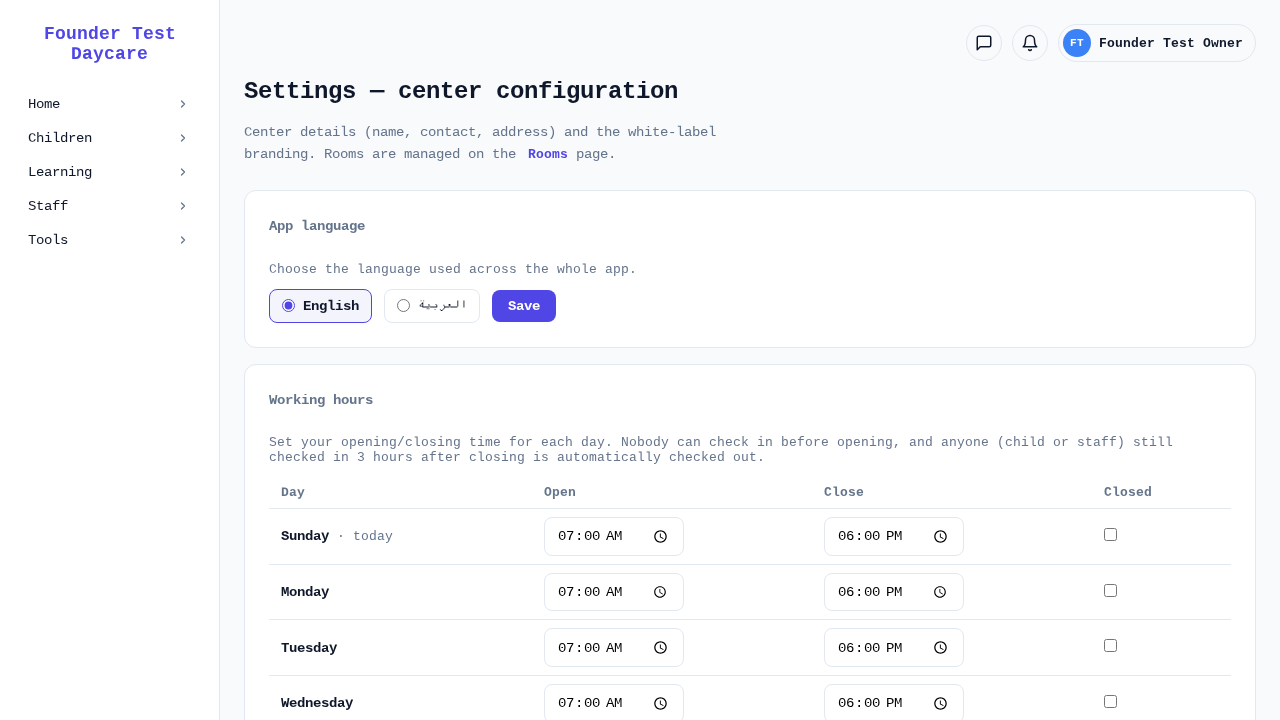 Founder Test
Daycare
FT Founder Test Owner
Home
Children
Learning
Staff
Tools
Settings — center configuration
Center details (name, contact, address) and the white-label
branding. Rooms are managed on the Rooms page.
App language
Choose the language used across the whole app.
English العربية Save
Working hours
Set your opening/closing time for each day. Nobody can check in before opening, and anyone (child or staff) still
checked in 3 hours after closing is automatically checked out.
Day Open Close Closed
Sunday · today 07:00 AM 06:00 PM
Monday 07:00 AM 06:00 PM
Tuesday 07:00 AM 06:00 PM
Wednesday 07:00 AM 06:00 PM